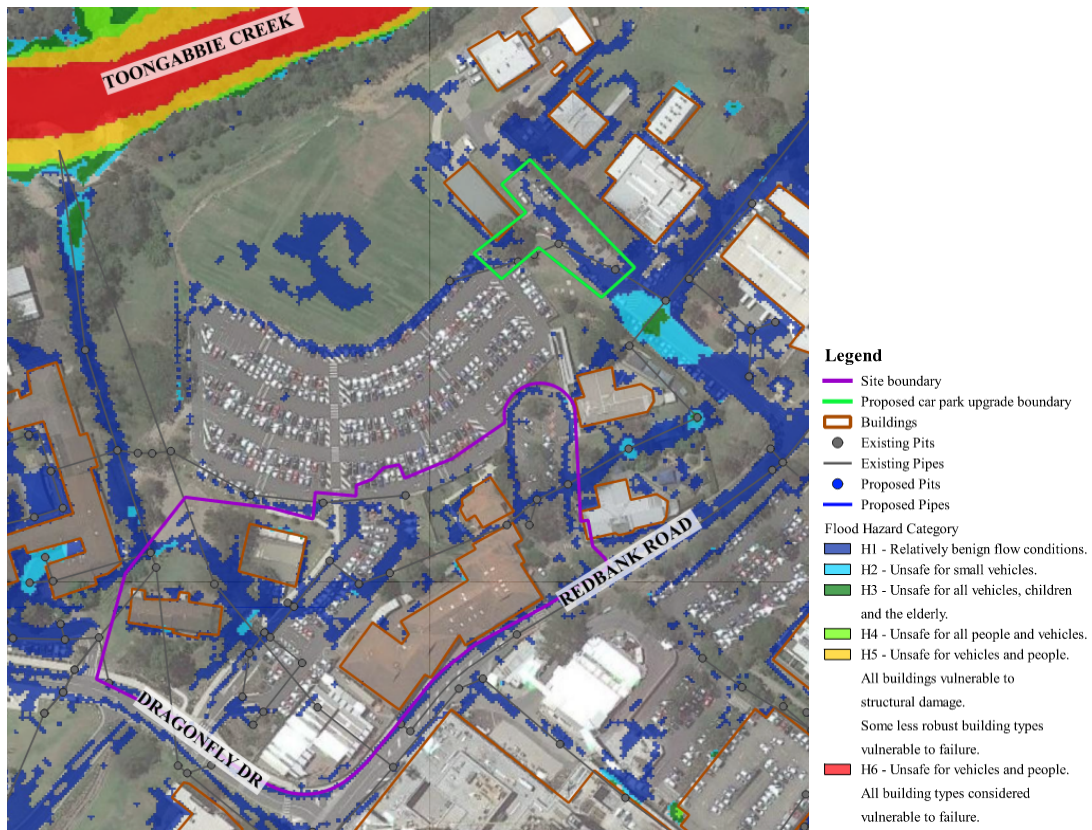 TOONGABBIE CREEK
REDBANK ROAD
DRAGONFLY DR
Legend
Site boundary
Proposed car park upgrade boundary
Buildings
Existing Pits
Existing Pipes
Proposed Pits
Proposed Pipes
Flood Hazard Category
H1 - Relatively benign flow conditions.
H2 - Unsafe for small vehicles.
H3 - Unsafe for all vehicles, children
and the elderly.
H4 - Unsafe for all people and vehicles.
H5 - Unsafe for vehicles and people.
All buildings vulnerable to
structural damage.
Some less robust building types
vulnerable to failure.
H6 - Unsafe for vehicles and people.
All building types considered
vulnerable to failure.